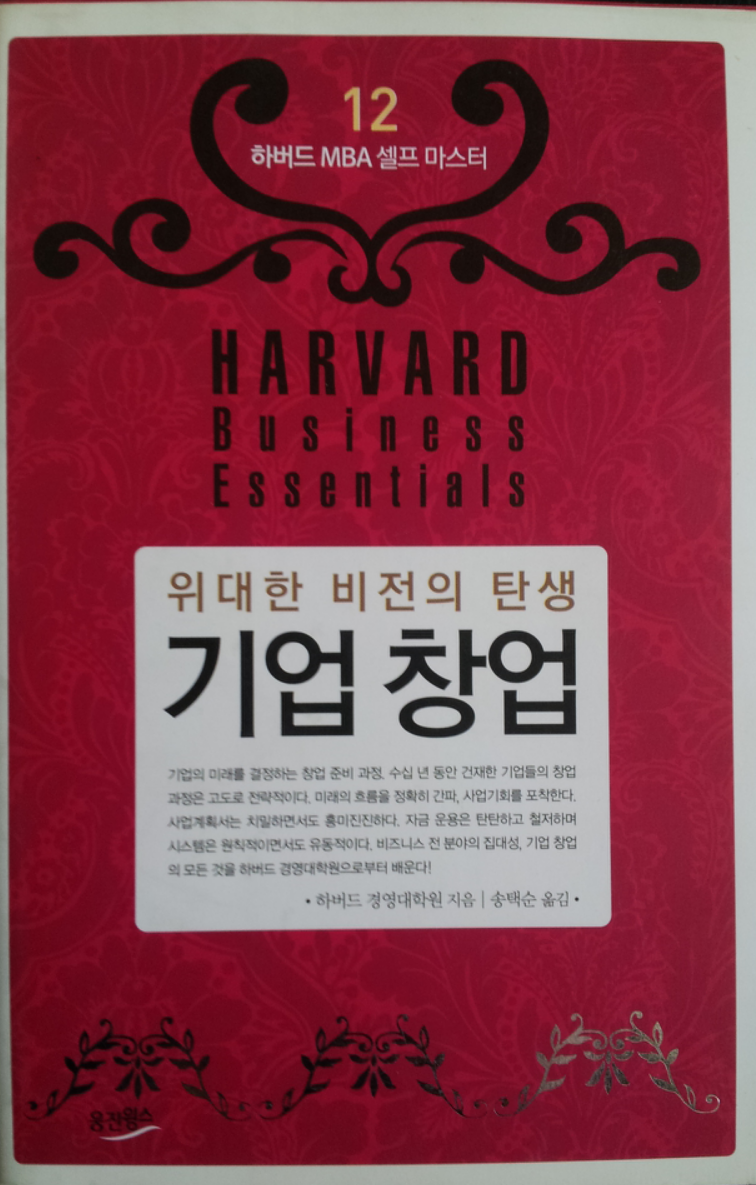 12
하버드 MBA 셀프 마스터
HARVARD
Business
Essentials
위대한 비전의 탄생
기업 창업
기업의 미래를 결정하는 창업 준비 과정. 수십 년 동안 건재한 기업들의 창업
과정은 고도로 전략적이다. 미래의 흐름을 정확히 간파, 사업기회를 포착한다.
사업계획서는 치밀하면서도 흥미진진하다. 자금 운용은 탄탄하고 철저하며
시스템은 원칙적이면서도 유동적이다. 비즈니스 전 분야의 집대성, 기업 창업
의 모든 것을 하버드 경영대학원으로부터 배운다!
• 하버드 경영대학원 지음 | 송택순 옮김 •
웅진윙스